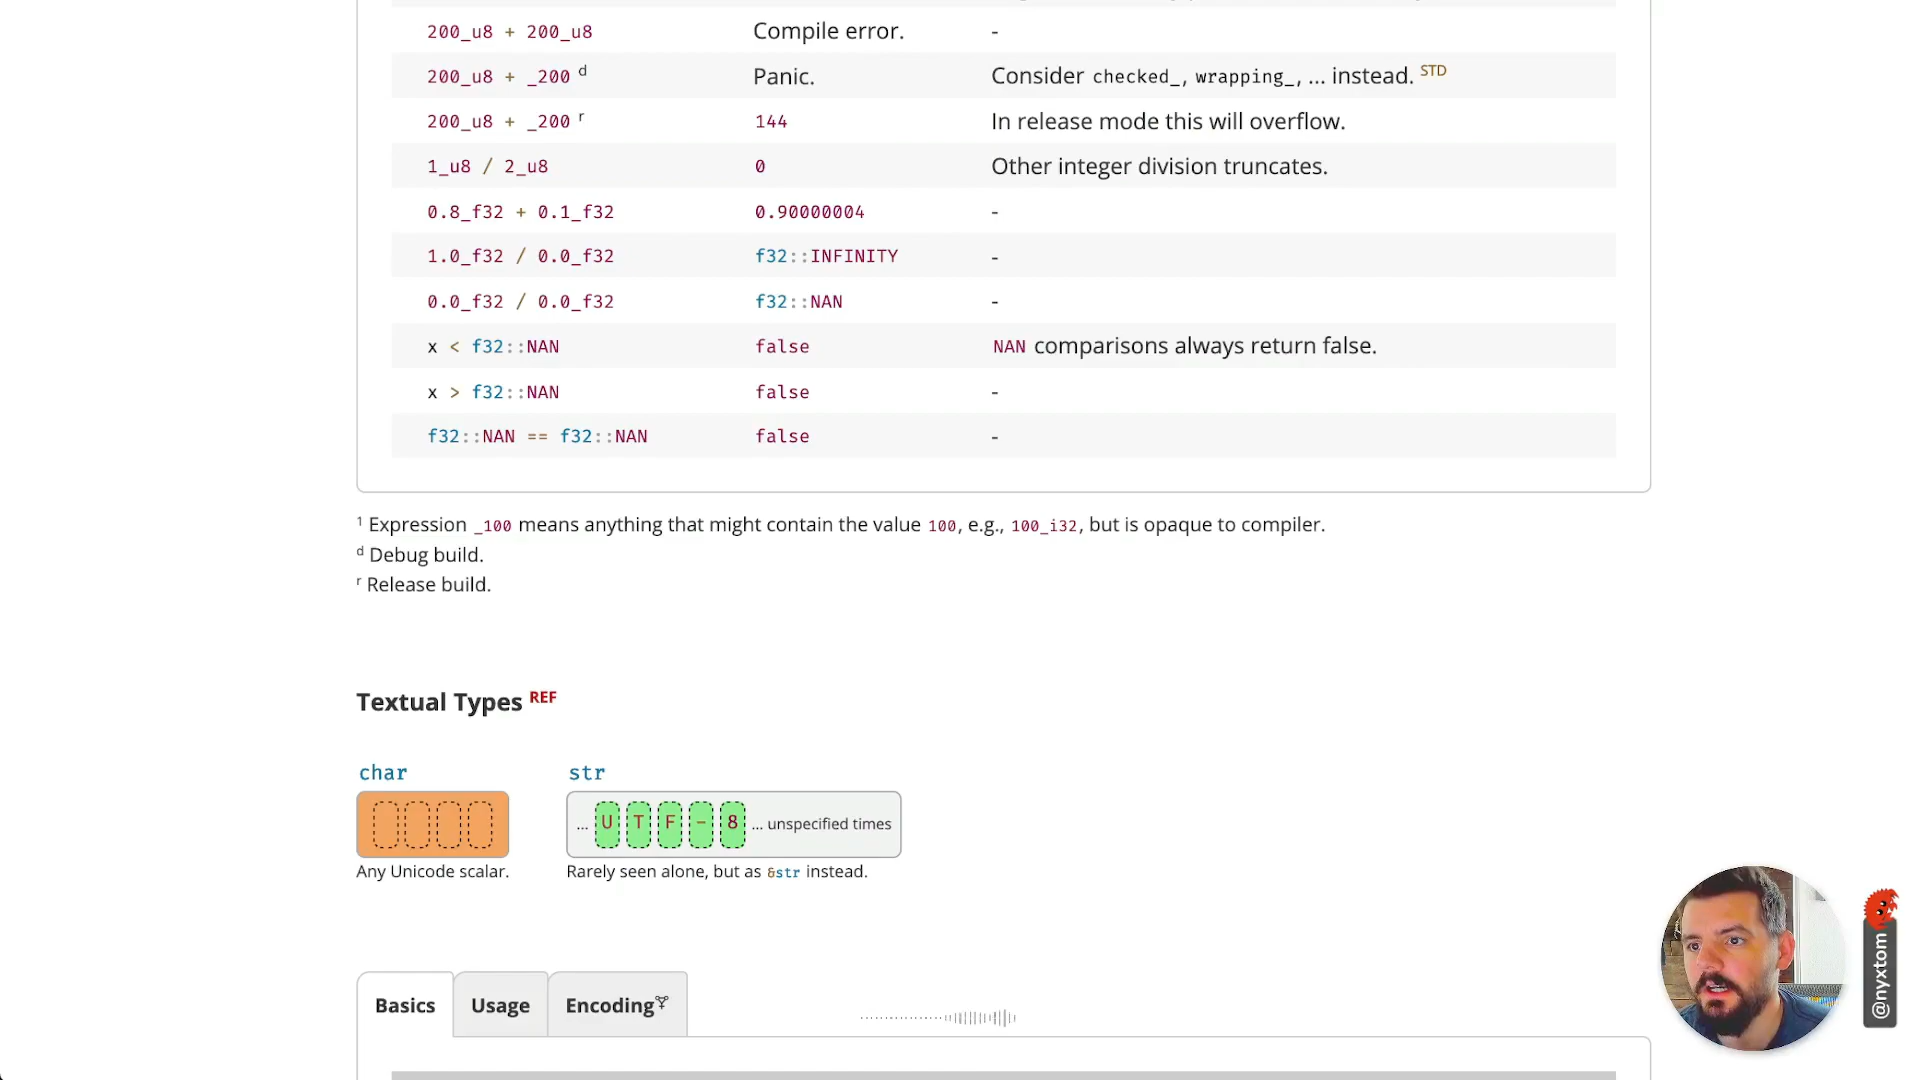 200_u8 + 200_u8 Compile error. -
200_u8 + _200 d Panic. Consider checked_, wrapping_, … instead. STD
200_u8 + _200 r 144 In release mode this will overflow.
1_u8 / 2_u8 0 Other integer division truncates.
0.8_f32 + 0.1_f32 0.90000004 -
1.0_f32 / 0.0_f32 f32::INFINITY -
0.0_f32 / 0.0_f32 f32::NAN -
x < f32::NAN false NAN comparisons always return false.
x > f32::NAN false -
f32::NAN == f32::NAN false -
1 Expression _100 means anything that might contain the value 100, e.g., 100_i32, but is opaque to compiler.
d Debug build.
r Release build.
Textual Types REF
char str
… U T F - 8 … unspecified times
Any Unicode scalar. Rarely seen alone, but as &str instead.
Basics Usage Encoding
@nyxtom